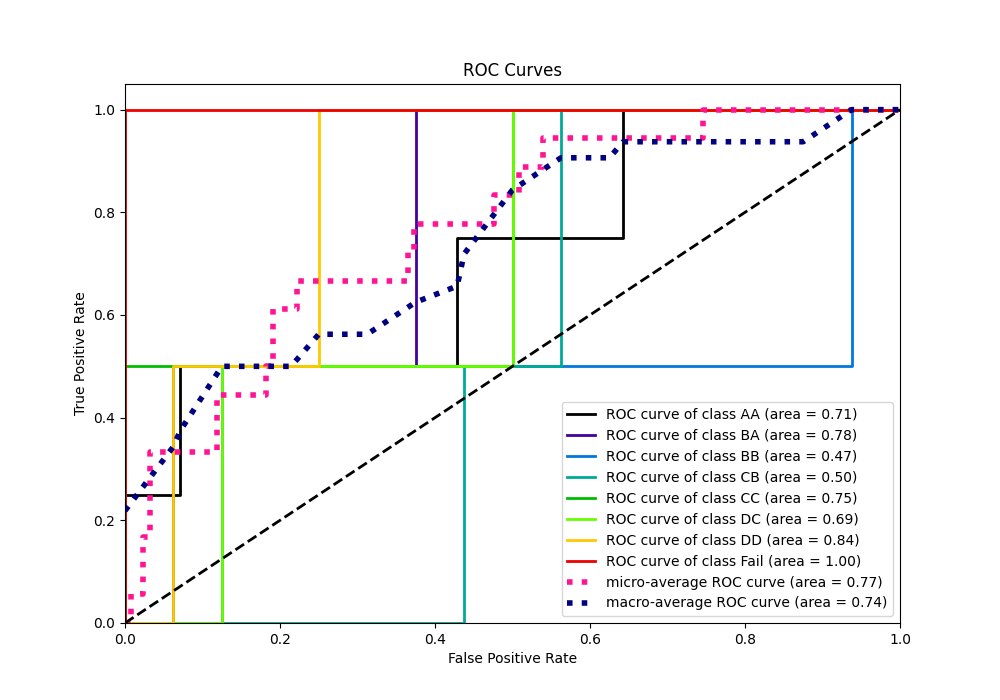 ROC Curves
True Positive Rate
1.0
0.8
0.6
0.4
0.2
0.0
ROC curve of class AA (area = 0.71)
ROC curve of class BA (area = 0.78)
ROC curve of class BB (area = 0.47)
ROC curve of class CB (area = 0.50)
ROC curve of class CC (area = 0.75)
ROC curve of class DC (area = 0.69)
ROC curve of class DD (area = 0.84)
ROC curve of class Fail (area = 1.00)
micro-average ROC curve (area = 0.77)
macro-average ROC curve (area = 0.74)
0.0 0.2 0.4 0.6 0.8 1.0
False Positive Rate